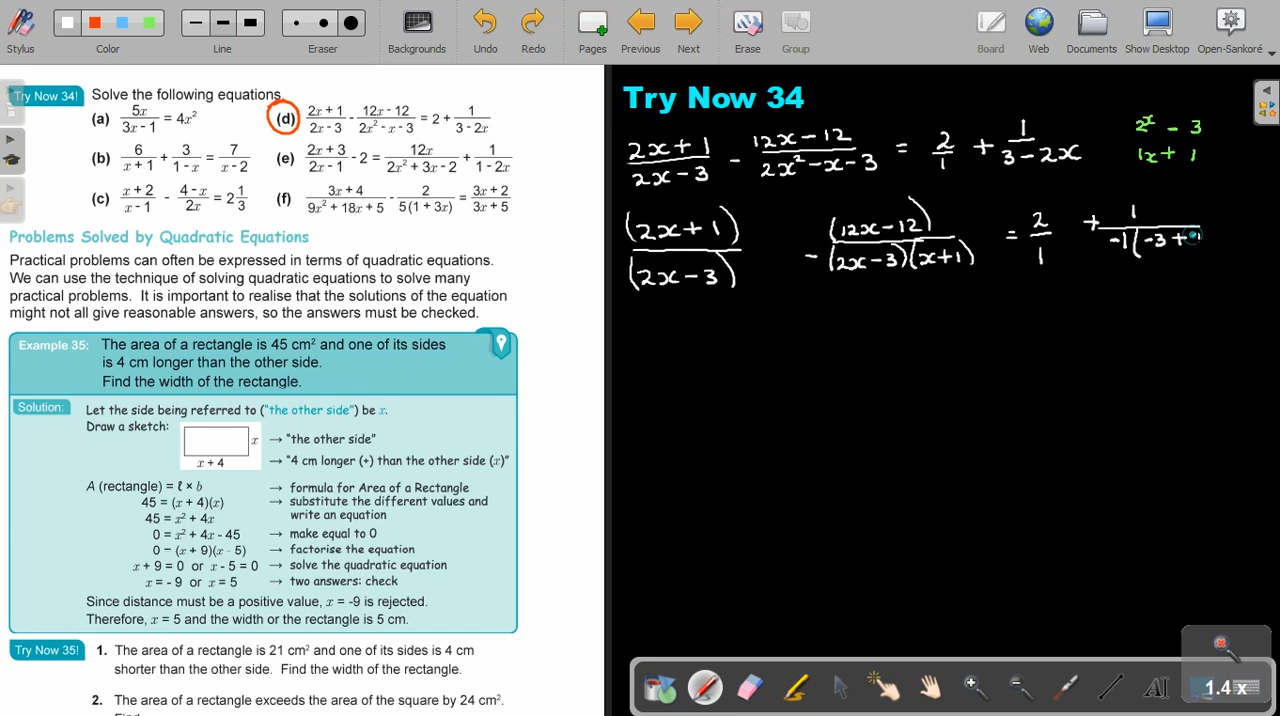 Stylus
Color
Line
Eraser
Backgrounds
Undo
Redo
Pages
Previous
Next
Erase
Group
Board
Web
Documents
Show Desktop
Open-Sankoré
Try Now 34! Solve the following equations.
(a) 5x/(3x - 1) = 4x²
(d) (2x + 1)/(2x - 3) - (12x - 12)/(2x² - x - 3) = 2 + 1/(3 - 2x)
(b) 6/(x + 1) + 3/(1 - x) = 7/(x - 2)
(e) (2x + 3)/(2x - 1) - 2 = 12x/(2x² + 3x - 2) + 1/(1 - 2x)
(c) (x + 2)/(x - 1) - (4 - x)/2x = 2 1/3
(f) (3x + 4)/(9x² + 18x + 5) - 2/(5(1 + 3x)) = (3x + 2)/(3x + 5)
Problems Solved by Quadratic Equations
Practical problems can often be expressed in terms of quadratic equations.
We can use the technique of solving quadratic equations to solve many
practical problems. It is important to realise that the solutions of the equation
might not all give reasonable answers, so the answers must be checked.
Example 35: The area of a rectangle is 45 cm² and one of its sides
is 4 cm longer than the other side.
Find the width of the rectangle.
Solution: Let the side being referred to ("the other side") be x.
Draw a sketch: x → "the other side"
x + 4 → "4 cm longer (+) than the other side (x)"
A (rectangle) = ℓ × b → formula for Area of a Rectangle
45 = (x + 4)(x) → substitute the different values and
write an equation
45 = x² + 4x
0 = x² + 4x - 45 → make equal to 0
0 = (x + 9)(x - 5) → factorise the equation
x + 9 = 0 or x - 5 = 0 → solve the quadratic equation
x = - 9 or x = 5 → two answers: check
Since distance must be a positive value, x = -9 is rejected.
Therefore, x = 5 and the width or the rectangle is 5 cm.
Try Now 35! 1. The area of a rectangle is 21 cm² and one of its sides is 4 cm
shorter than the other side. Find the width of the rectangle.
2. The area of a rectangle exceeds the area of the square by 24 cm².
Try Now 34
(2x + 1)/(2x - 3) - (12x - 12)/(2x² - x - 3) = 2/1 + 1/(3 - 2x)
2x - 3
1x + 1
(2x + 1)/(2x - 3) - (12x - 12)/((2x - 3)(x + 1)) = 2/1 + 1/(-1(-3 +
1.4 x